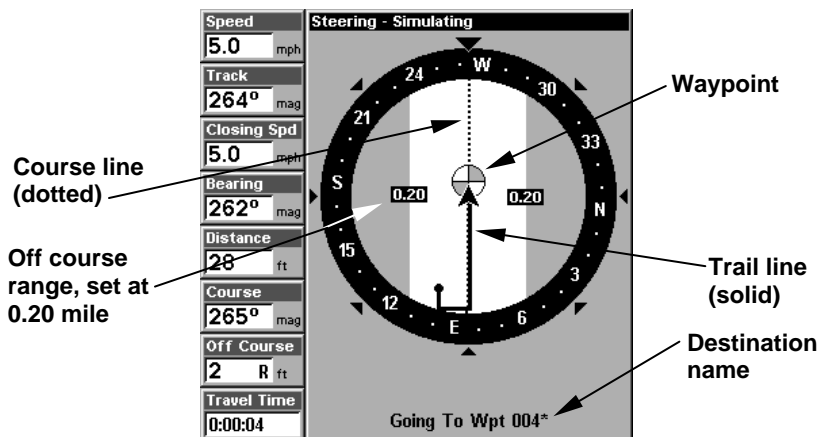 Speed
5.0 mph
Track
264° mag
Closing Spd
5.0 mph
Bearing
262° mag
Distance
28 ft
Course
265° mag
Off Course
2 R ft
Travel Time
0:00:04
Steering - Simulating
W
30
33
N
3
6
E
12
15
S
21
24
0.20
0.20
Going To Wpt 004*
Course line
(dotted)
Off course
range, set at
0.20 mile
Waypoint
Trail line
(solid)
Destination
name